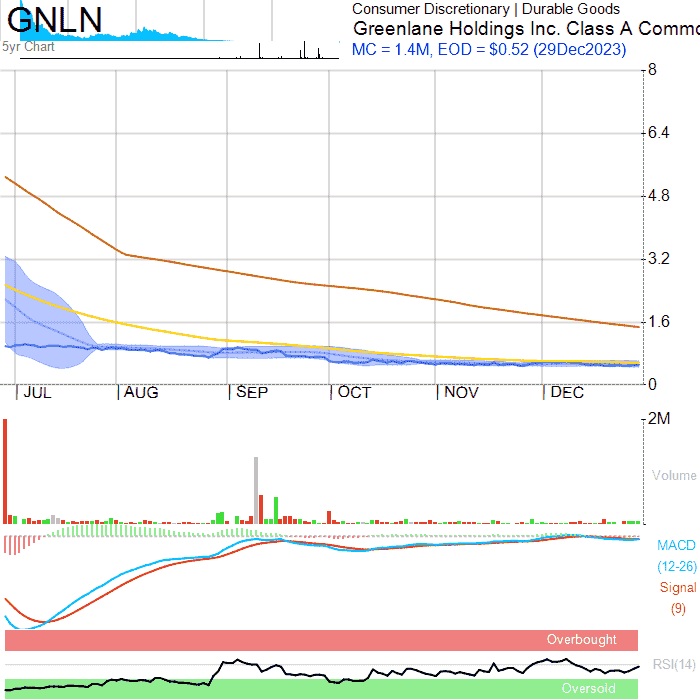 GNLN
5yr Chart
Consumer Discretionary | Durable Goods
Greenlane Holdings Inc. Class A Commo
MC = 1.4M, EOD = $0.52 (29Dec2023)
8
6.4
4.8
3.2
1.6
0
JUL AUG SEP OCT NOV DEC
2M
Volume
MACD
(12-26)
Signal
(9)
Overbought
RSI(14)
Oversold